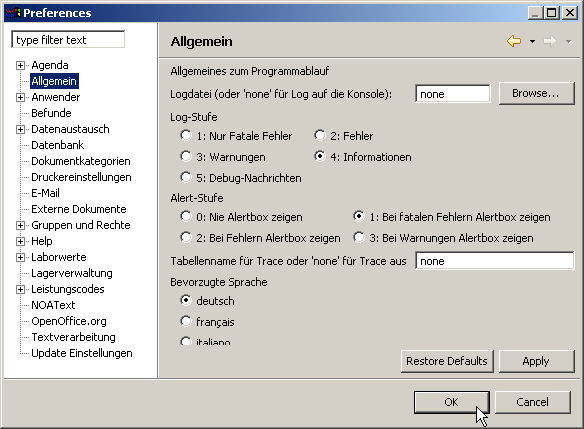 Preferences
type filter text
Agenda
Allgemein
Anwender
Befunde
Datenaustausch
Datenbank
Dokumentkategorien
Druckereinstellungen
E-Mail
Externe Dokumente
Gruppen und Rechte
Help
Laborwerte
Lagerverwaltung
Leistungscodes
NOAText
OpenOffice.org
Textverarbeitung
Update Einstellungen
Allgemein
Allgemeines zum Programmablauf
Logdatei (oder 'none' für Log auf die Konsole): none Browse...
Log-Stufe
1: Nur Fatale Fehler 2: Fehler
3: Warnungen 4: Informationen
5: Debug-Nachrichten
Alert-Stufe
0: Nie Alertbox zeigen 1: Bei fatalen Fehlern Alertbox zeigen
2: Bei Fehlern Alertbox zeigen 3: Bei Warnungen Alertbox zeigen
Tabellenname für Trace oder 'none' für Trace aus none
Bevorzugte Sprache
deutsch
français
italiano
Restore Defaults Apply
OK Cancel